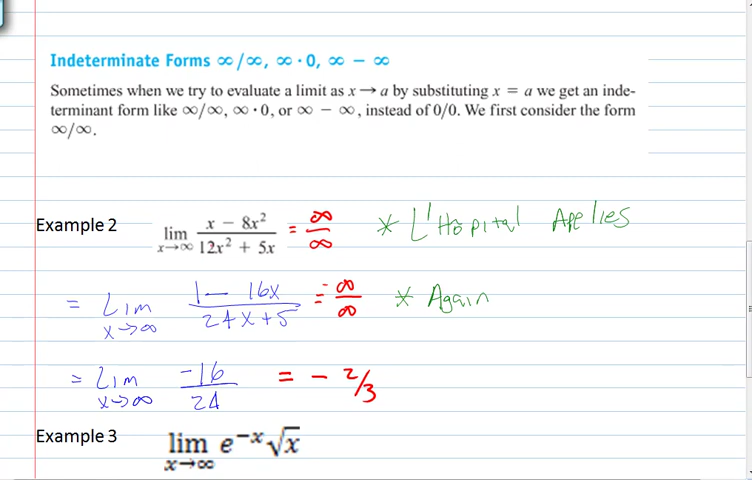 Indeterminate Forms ∞/∞, ∞ · 0, ∞ − ∞
Sometimes when we try to evaluate a limit as x → a by substituting x = a we get an inde-
terminant form like ∞/∞, ∞ · 0, or ∞ − ∞, instead of 0/0. We first consider the form
∞/∞.
Example 2 lim x→∞ (x − 8x²)/(12x² + 5x) = ∞/∞ * L'Hôpital Applies
= Lim x→∞ (1 − 16x)/(24x+5) = -∞/∞ * Again
= Lim x→∞ -16/24 = - 2/3
Example 3 lim x→∞ e^−x √x